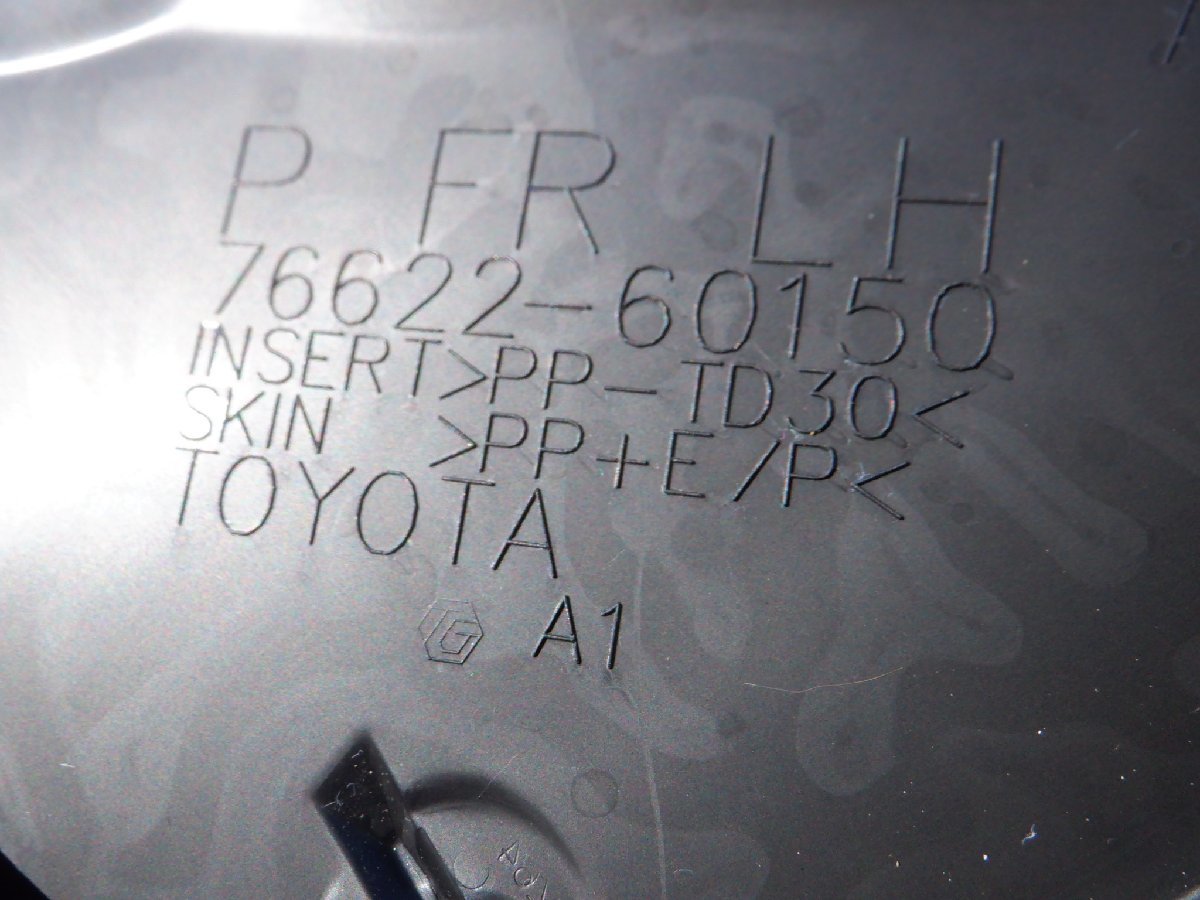 P FR LH
76622-60150
INSERT>PP-TD30<
SKIN >PP+E/P<
TOYOTA
A1